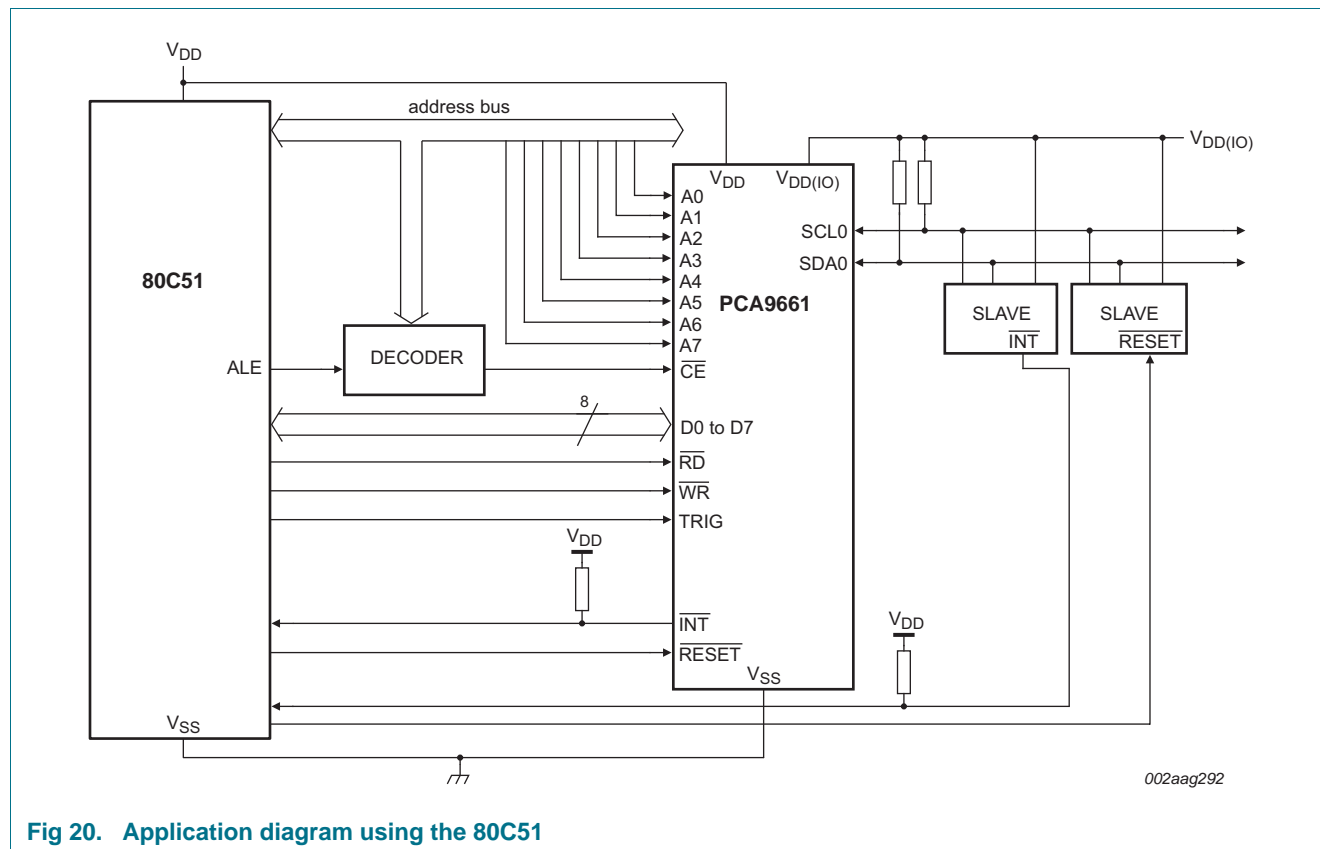 VDD
address bus
VDD(IO)
VDD
VDD(IO)
A0
A1
A2
A3
A4
A5
A6
A7
SCL0
SDA0
80C51
PCA9661
SLAVE
INT
SLAVE
RESET
DECODER
ALE
CE
8
D0 to D7
RD
WR
TRIG
VDD
INT
VDD
RESET
VSS
VSS
002aag292
Fig 20. Application diagram using the 80C51